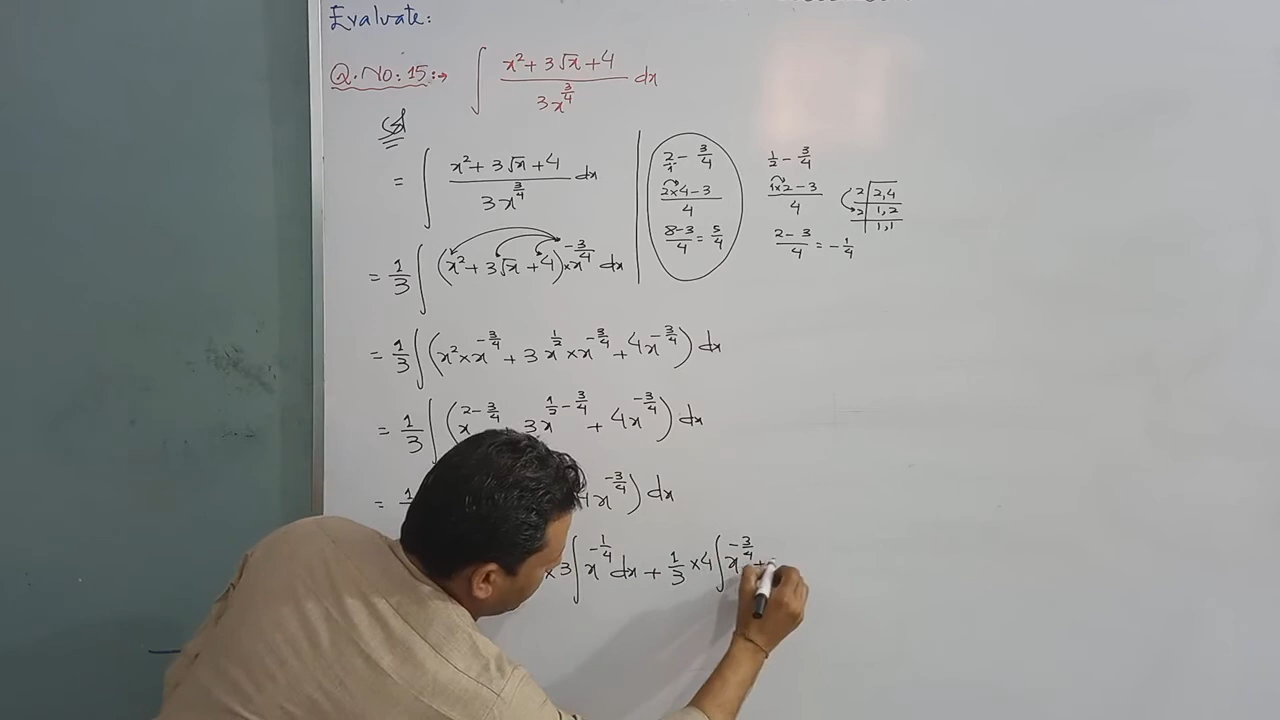 Evaluate:
Q. No: 15:→ ∫ (x² + 3√x + 4)/(3x^(3/4)) dx
= ∫ (x² + 3√x + 4)/(3x^(3/4)) dx
= 1/3 ∫ (x² + 3√x + 4) × x^(-3/4) dx
= 1/3 ∫ (x² × x^(-3/4) + 3 x^(1/2) × x^(-3/4) + 4x^(-3/4)) dx
= 1/3 ∫ (x^(2 - 3/4) 3x^(1/2 - 3/4) + 4x^(-3/4)) dx
= 1 x^(-3/4)) dx
× 3 ∫ x^(-1/4) dx + 1/3 × 4 ∫ x^(-3/4)
2/1 - 3/4
(2×4-3)/4
(8-3)/4 = 5/4
1/2 - 3/4
(1×2-3)/4
(2-3)/4 = -1/4
2 | 2, 4
2 | 1, 2
1, 1